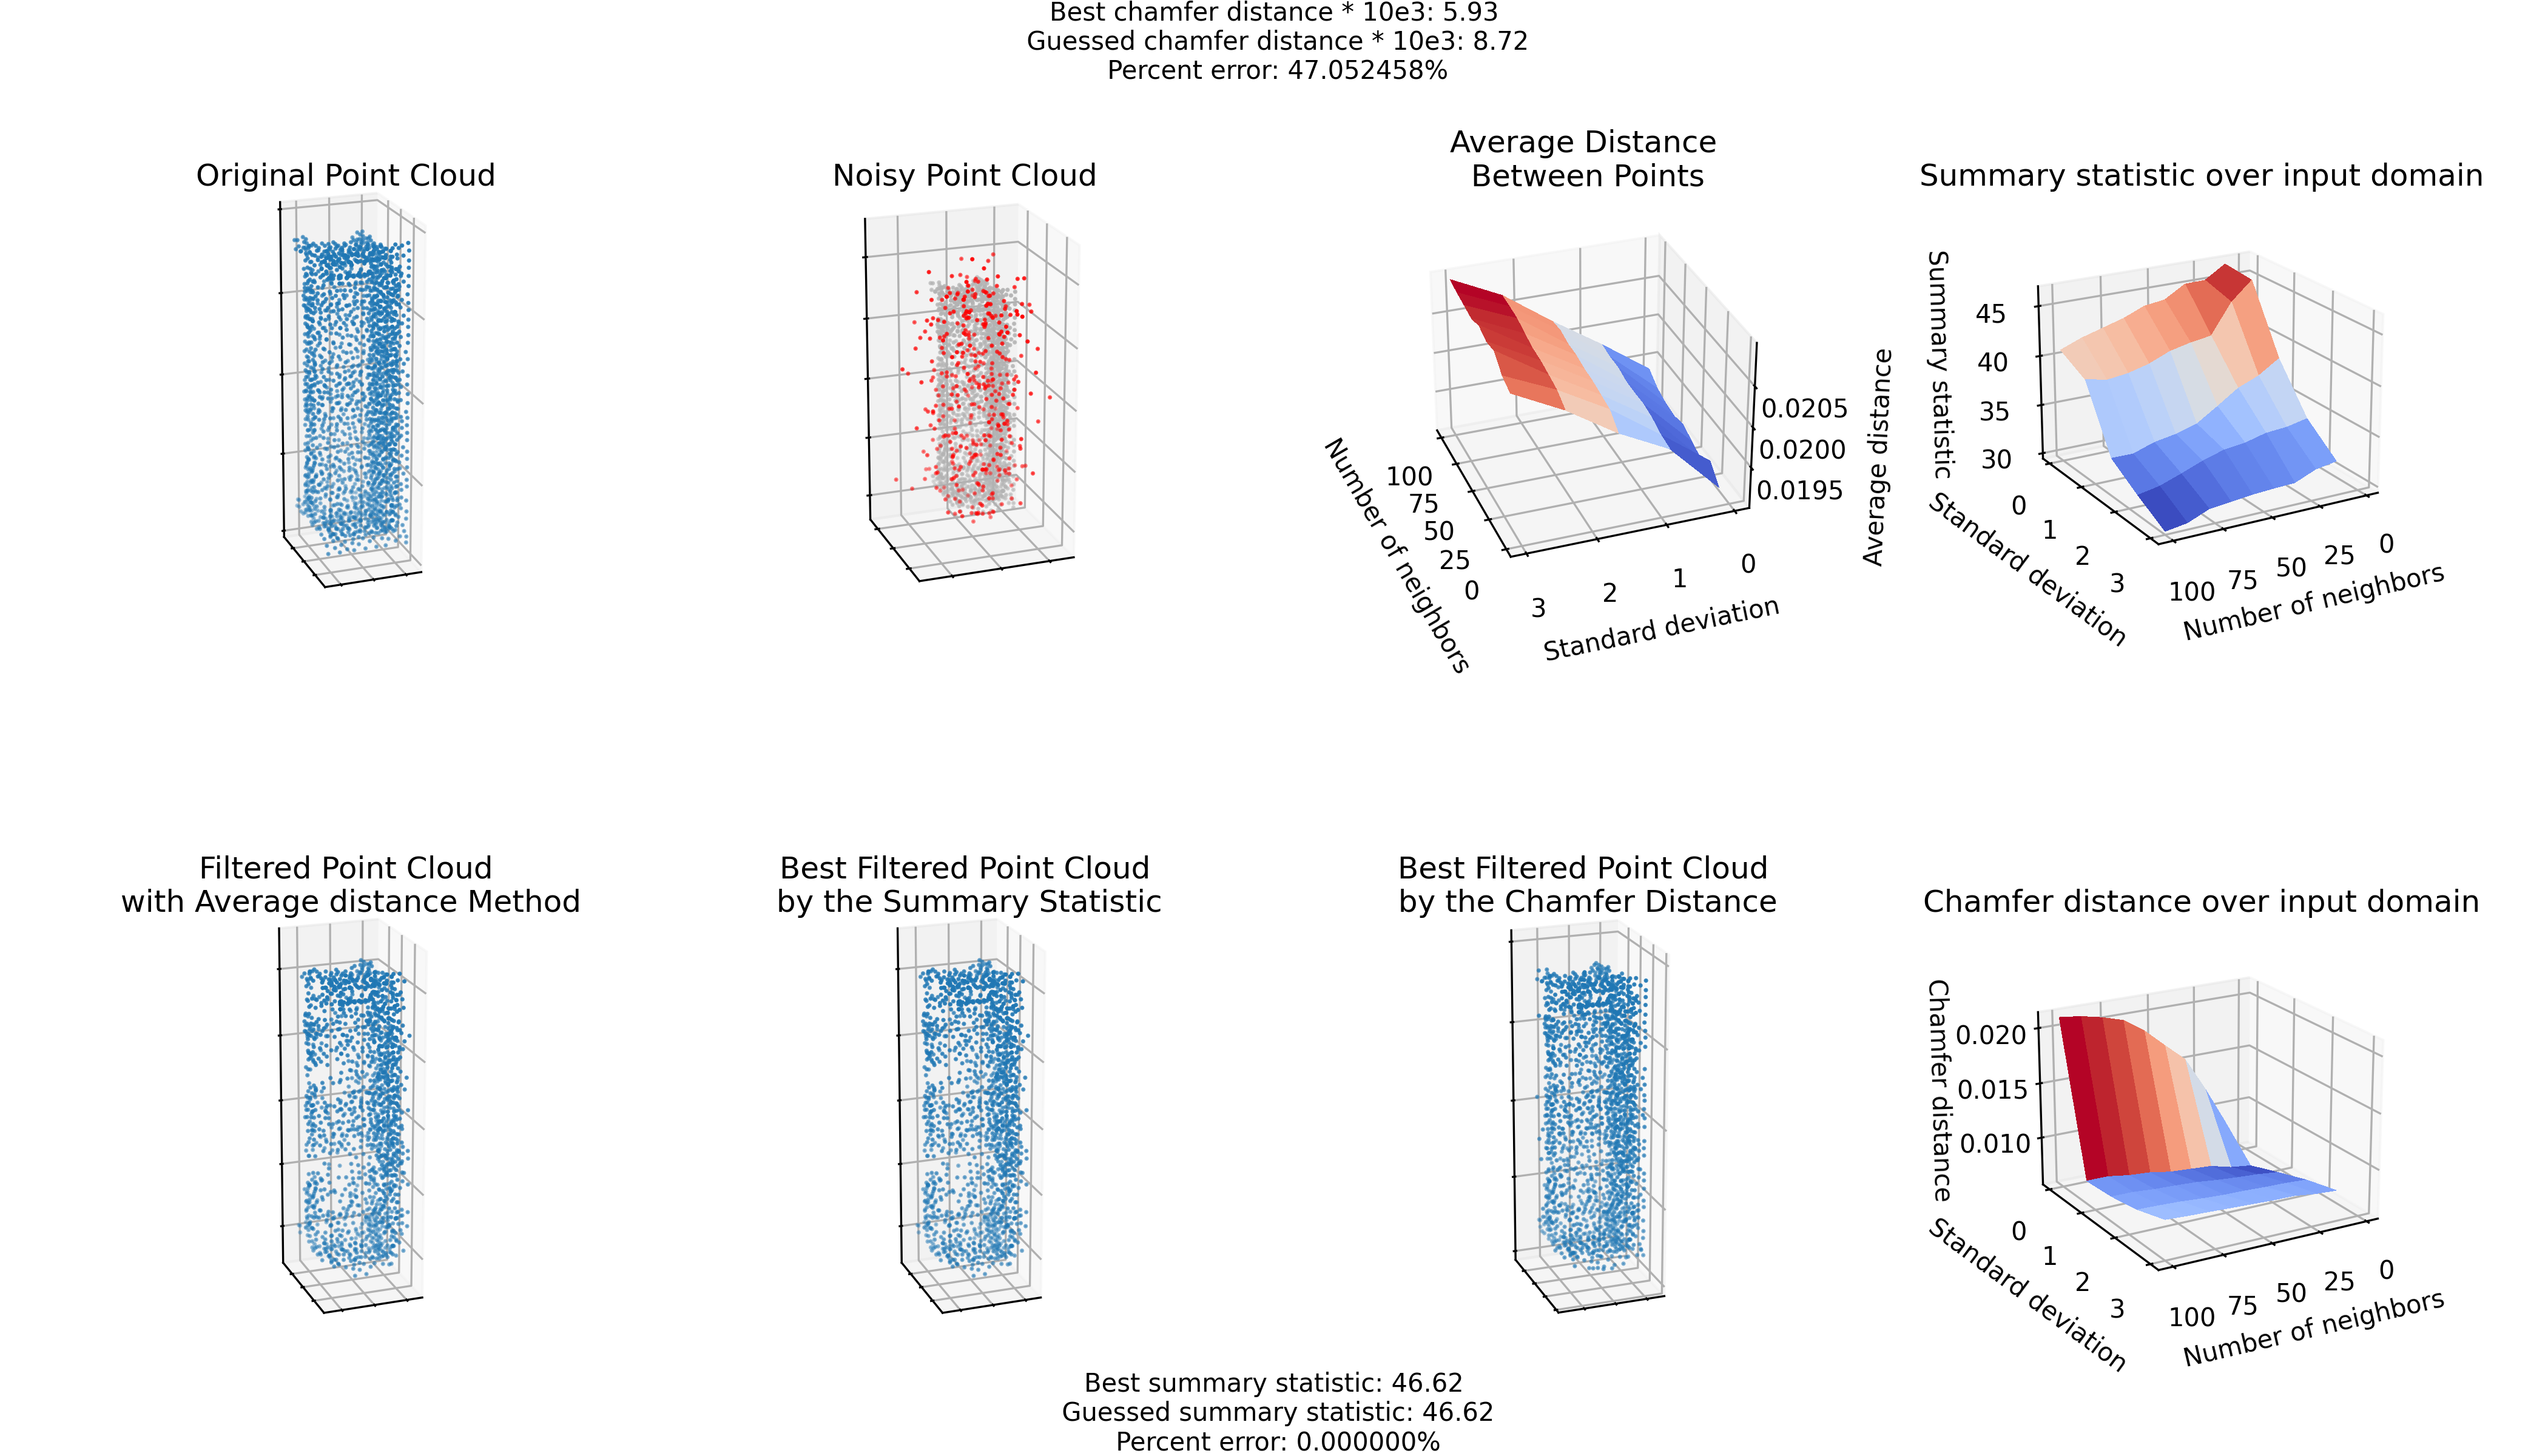 Best chamfer distance * 10e3: 5.93
Guessed chamfer distance * 10e3: 8.72
Percent error: 47.052458%
Original Point Cloud
Noisy Point Cloud
Average Distance
Between Points
Number of neighbors
100
75
50
25
0
3
2
1
0
Standard deviation
0.0205
0.0200
0.0195
Average distance
Summary statistic over input domain
Summary statistic
45
40
35
30
Standard deviation
0
1
2
3
100
75
50
25
0
Number of neighbors
Filtered Point Cloud
with Average distance Method
Best Filtered Point Cloud
by the Summary Statistic
Best Filtered Point Cloud
by the Chamfer Distance
Chamfer distance over input domain
Chamfer distance
0.020
0.015
0.010
Standard deviation
0
1
2
3
100
75
50
25
0
Number of neighbors
Best summary statistic: 46.62
Guessed summary statistic: 46.62
Percent error: 0.000000%